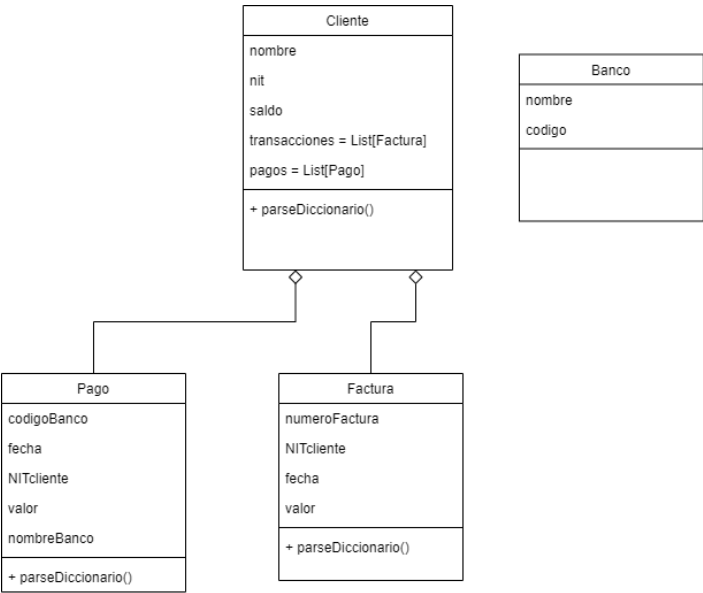 Cliente
nombre
nit
saldo
transacciones = List[Factura]
pagos = List[Pago]
+ parseDiccionario()
Banco
nombre
codigo
Pago
codigoBanco
fecha
NITcliente
valor
nombreBanco
+ parseDiccionario()
Factura
numeroFactura
NITcliente
fecha
valor
+ parseDiccionario()